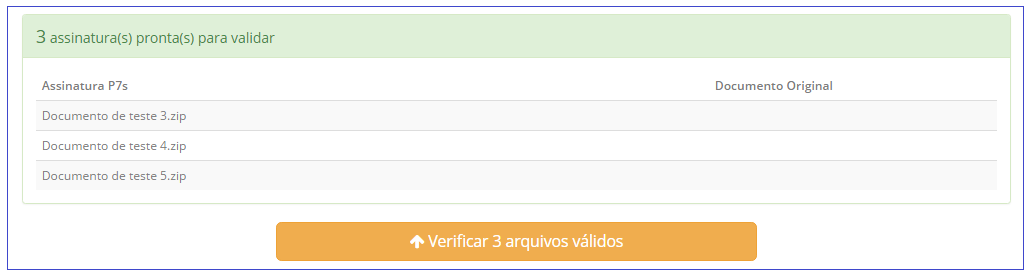 3 assinatura(s) pronta(s) para validar
Assinatura P7s Documento Original
Documento de teste 3.zip
Documento de teste 4.zip
Documento de teste 5.zip
Verificar 3 arquivos válidos